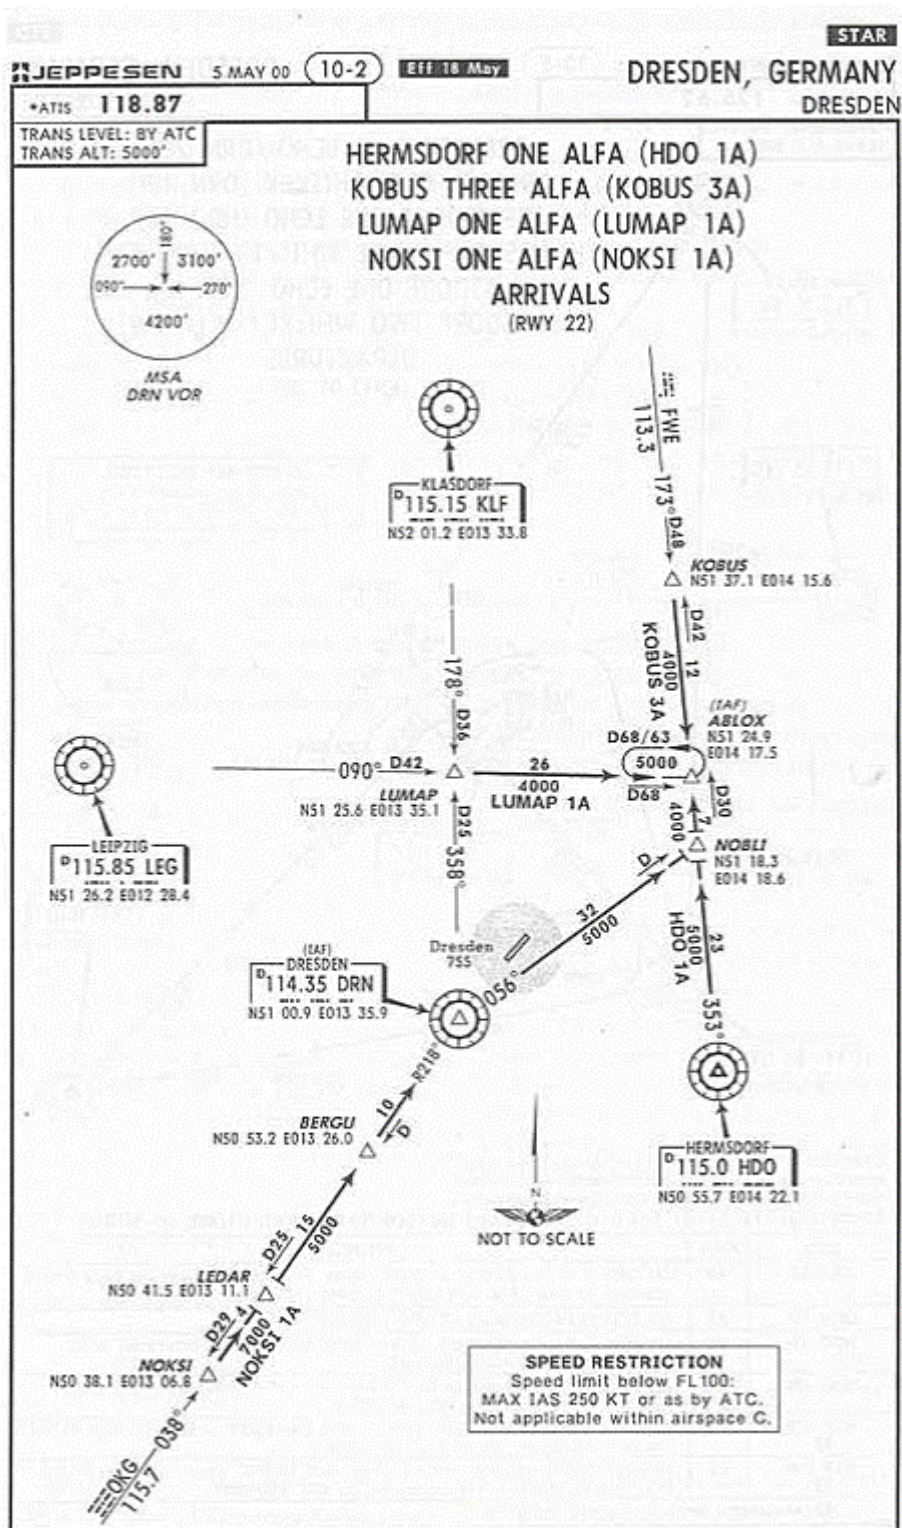 STAR
JEPPESEN 5 MAY 00 10-2 EFF 18 May DRESDEN, GERMANY
*ATIS 118.87 DRESDEN
TRANS LEVEL: BY ATC
TRANS ALT: 5000'
HERMSDORF ONE ALFA (HDO 1A)
KOBUS THREE ALFA (KOBUS 3A)
LUMAP ONE ALFA (LUMAP 1A)
NOKSI ONE ALFA (NOKSI 1A)
ARRIVALS
(RWY 22)
180°
2700' 3100'
090° 270°
4200'
MSA
DRN VOR
FWE
113.3
173°
D48
KLASDORF
D 115.15 KLF
N52 01.2 E013 33.8
KOBUS
N51 37.1 E014 15.6
D42
12
4000
KOBUS 3A
178°
D36
(IAF)
ABLOX
N51 24.9
E014 17.5
D68/63
5000
D68
090° D42
26
4000
LUMAP 1A
LUMAP
N51 25.6 E013 35.1
D25
358°
D30
7
4000
LEIPZIG
D 115.85 LEG
N51 26.2 E012 28.4
NOBLI
N51 18.3
E014 18.6
D
32
5000
056°
23
5000
HDO 1A
353°
Dresden
755
(IAF)
DRESDEN
D 114.35 DRN
N51 00.9 E013 35.9
R218°
10
D
BERGU
N50 53.2 E013 26.0
HERMSDORF
D 115.0 HDO
N50 55.7 E014 22.1
N
NOT TO SCALE
D25 15
5000
LEDAR
N50 41.5 E013 11.1
D29 4
7000
NOKSI 1A
NOKSI
N50 38.1 E013 06.8
038°
OKG
115.7
SPEED RESTRICTION
Speed limit below FL100:
MAX IAS 250 KT or as by ATC.
Not applicable within airspace C.